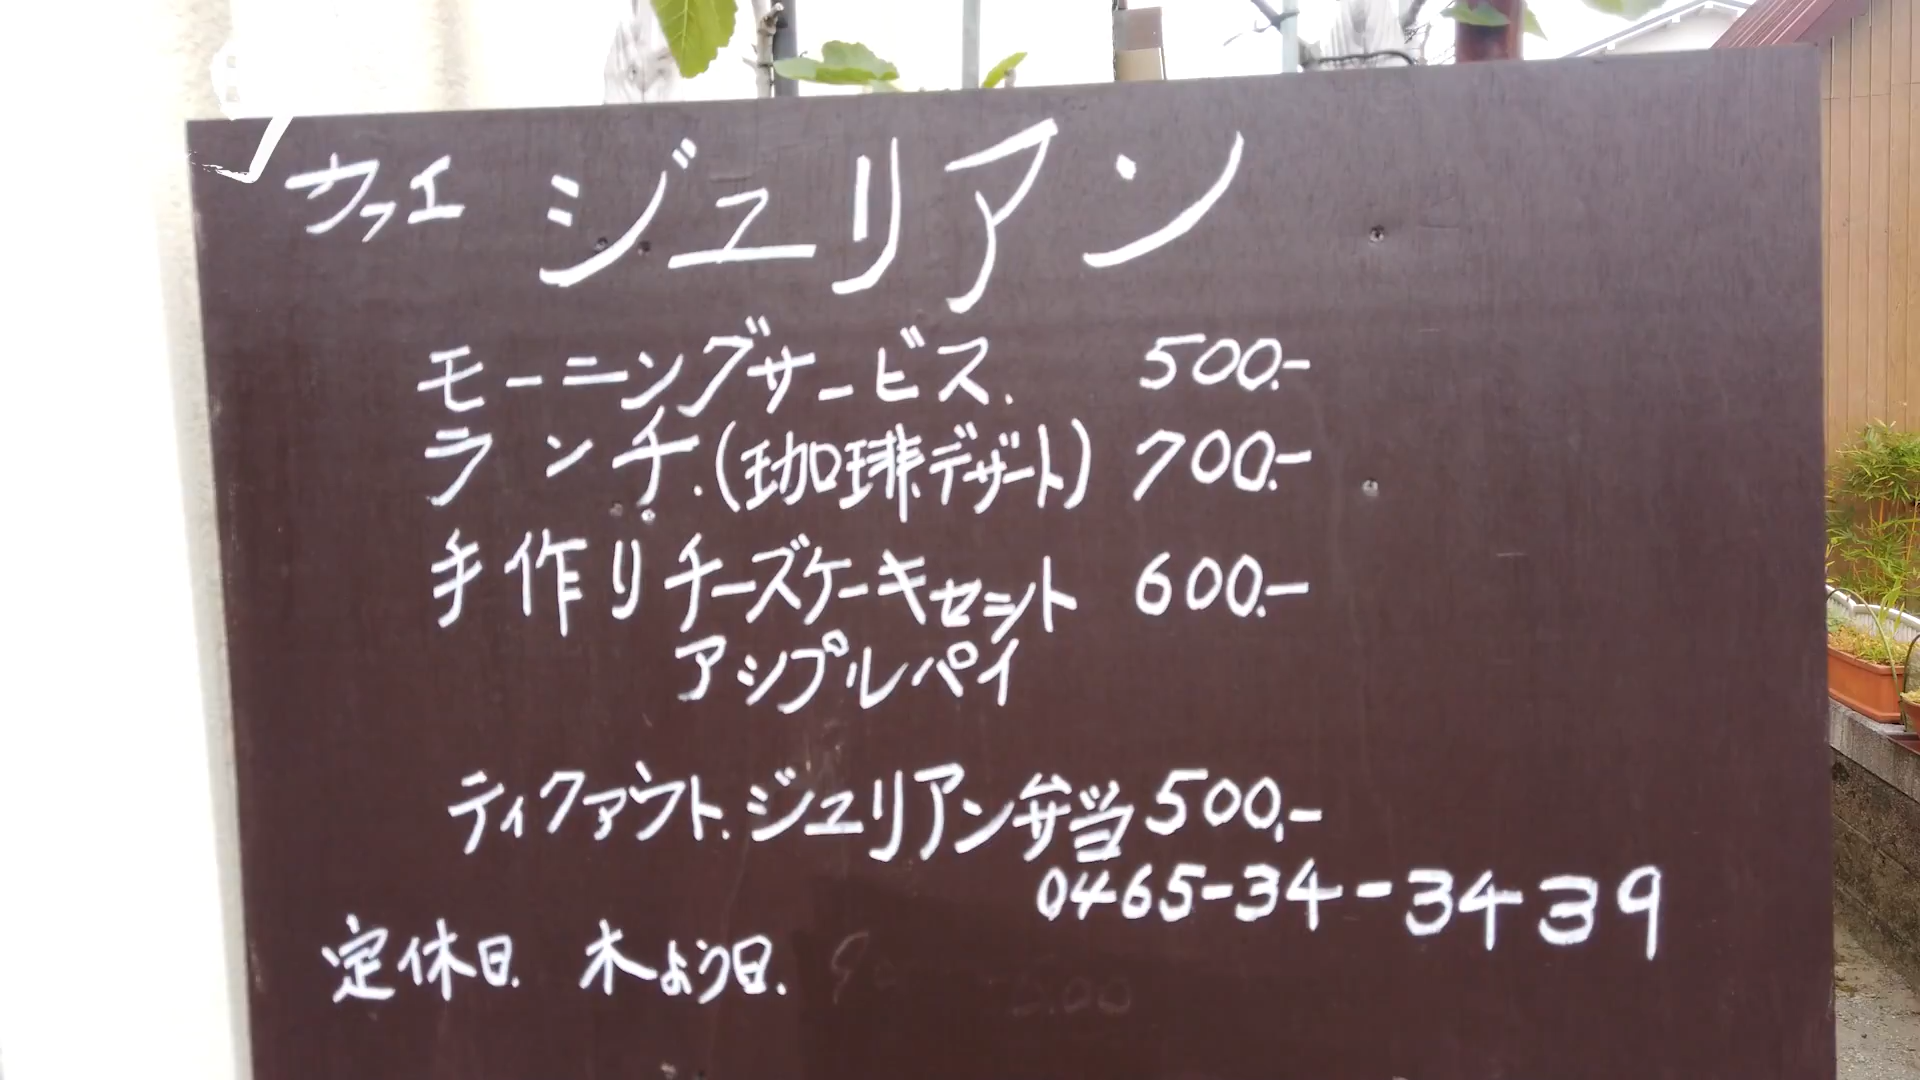 カフェ ジュリアン
モーニングサービス. 500.-
ランチ.(珈琲、デザート) 700.-
手作りチーズケーキセット 600.-
アップルパイ
ティクアウト.ジュリアン弁当 500.-
0465-34-3439
定休日. 木よう日.